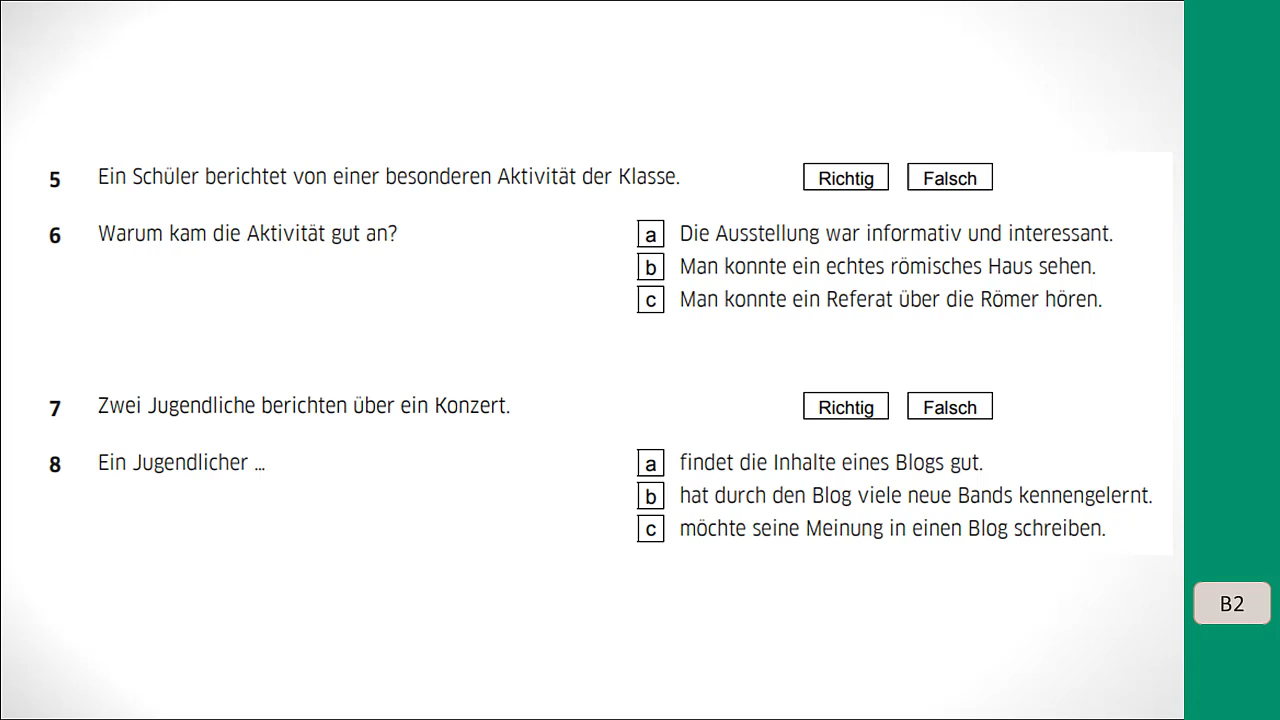 5 Ein Schüler berichtet von einer besonderen Aktivität der Klasse. Richtig Falsch
6 Warum kam die Aktivität gut an? a Die Ausstellung war informativ und interessant.
b Man konnte ein echtes römisches Haus sehen.
c Man konnte ein Referat über die Römer hören.
7 Zwei Jugendliche berichten über ein Konzert. Richtig Falsch
8 Ein Jugendlicher ... a findet die Inhalte eines Blogs gut.
b hat durch den Blog viele neue Bands kennengelernt.
c möchte seine Meinung in einen Blog schreiben.
B2